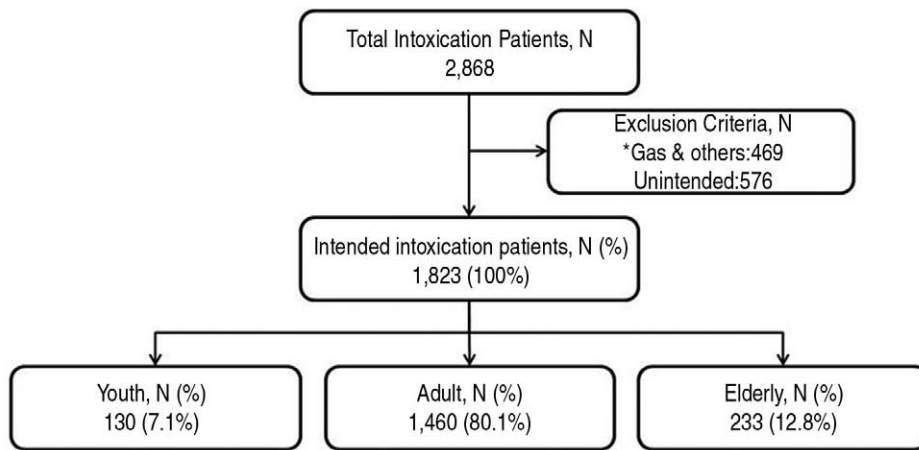 Total Intoxication Patients, N
2,868
Exclusion Criteria, N
*Gas & others:469
Unintended:576
Intended intoxication patients, N (%)
1,823 (100%)
Youth, N (%)
130 (7.1%)
Adult, N (%)
1,460 (80.1%)
Elderly, N (%)
233 (12.8%)